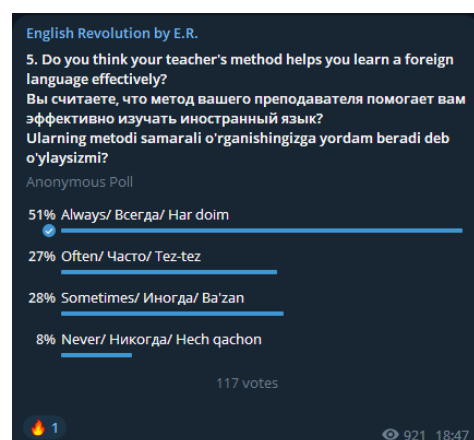 English Revolution by E.R.
5. Do you think your teacher's method helps you learn a foreign
language effectively?
Вы считаете, что метод вашего преподавателя помогает вам
эффективно изучать иностранный язык?
Ularning metodi samarali o'rganishingizga yordam beradi deb
o'ylaysizmi?
Anonymous Poll
51% Always/ Всегда/ Har doim
27% Often/ Часто/ Tez-tez
28% Sometimes/ Иногда/ Ba'zan
8% Never/ Никогда/ Hech qachon
117 votes
1
921 18:47